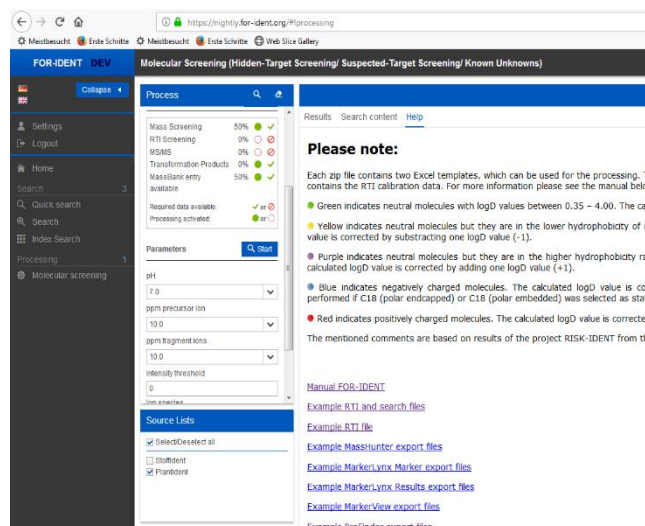 https://nightly.for-ident.org/#!processing
Meistbesucht Erste Schritte Meistbesucht Erste Schritte Web Slice Gallery
FOR-IDENT DEV
Molecular Screening (Hidden-Target Screening/ Suspected-Target Screening/ Known Unknowns)
Collapse
Settings
Logout
Home
Search 3
Quick search
Search
Index Search
Processing 1
Molecular screening
Process
Mass Screening 50%
RTI Screening 0%
MS/MS 0%
Transformation Products 0%
MassBank entry 50%
available
Required data available: or
Processing activated: or
Parameters
Start
pH
7.0
ppm precursor ion
10.0
ppm fragment ions
10.0
Intensity threshold
0
Ion species
Source Lists
Select/Deselect all
Stoffident
Plantident
Results Search content Help
Please note:
Each zip file contains two Excel templates, which can be used for the processing.
contains the RTI calibration data. For more information please see the manual belo
Green indicates neutral molecules with logD values between 0.35 – 4.00. The ca
Yellow indicates neutral molecules but they are in the lower hydrophobicity of
value is corrected by substracting one logD value (-1).
Purple indicates neutral molecules but they are in the higher hydrophobicity ra
calculated logD value is corrected by adding one logD value (+1).
Blue indicates negatively charged molecules. The calculated logD value is co
performed if C18 (polar endcapped) or C18 (polar embedded) was selected as stat
Red indicates positively charged molecules. The calculated logD value is correcte
The mentioned comments are based on results of the project RISK-IDENT from th
Manual FOR-IDENT
Example RTI and search files
Example RTI file
Example MassHunter export files
Example MarkerLynx Marker export files
Example MarkerLynx Results export files
Example MarkerView export files
Example ProFinder export files